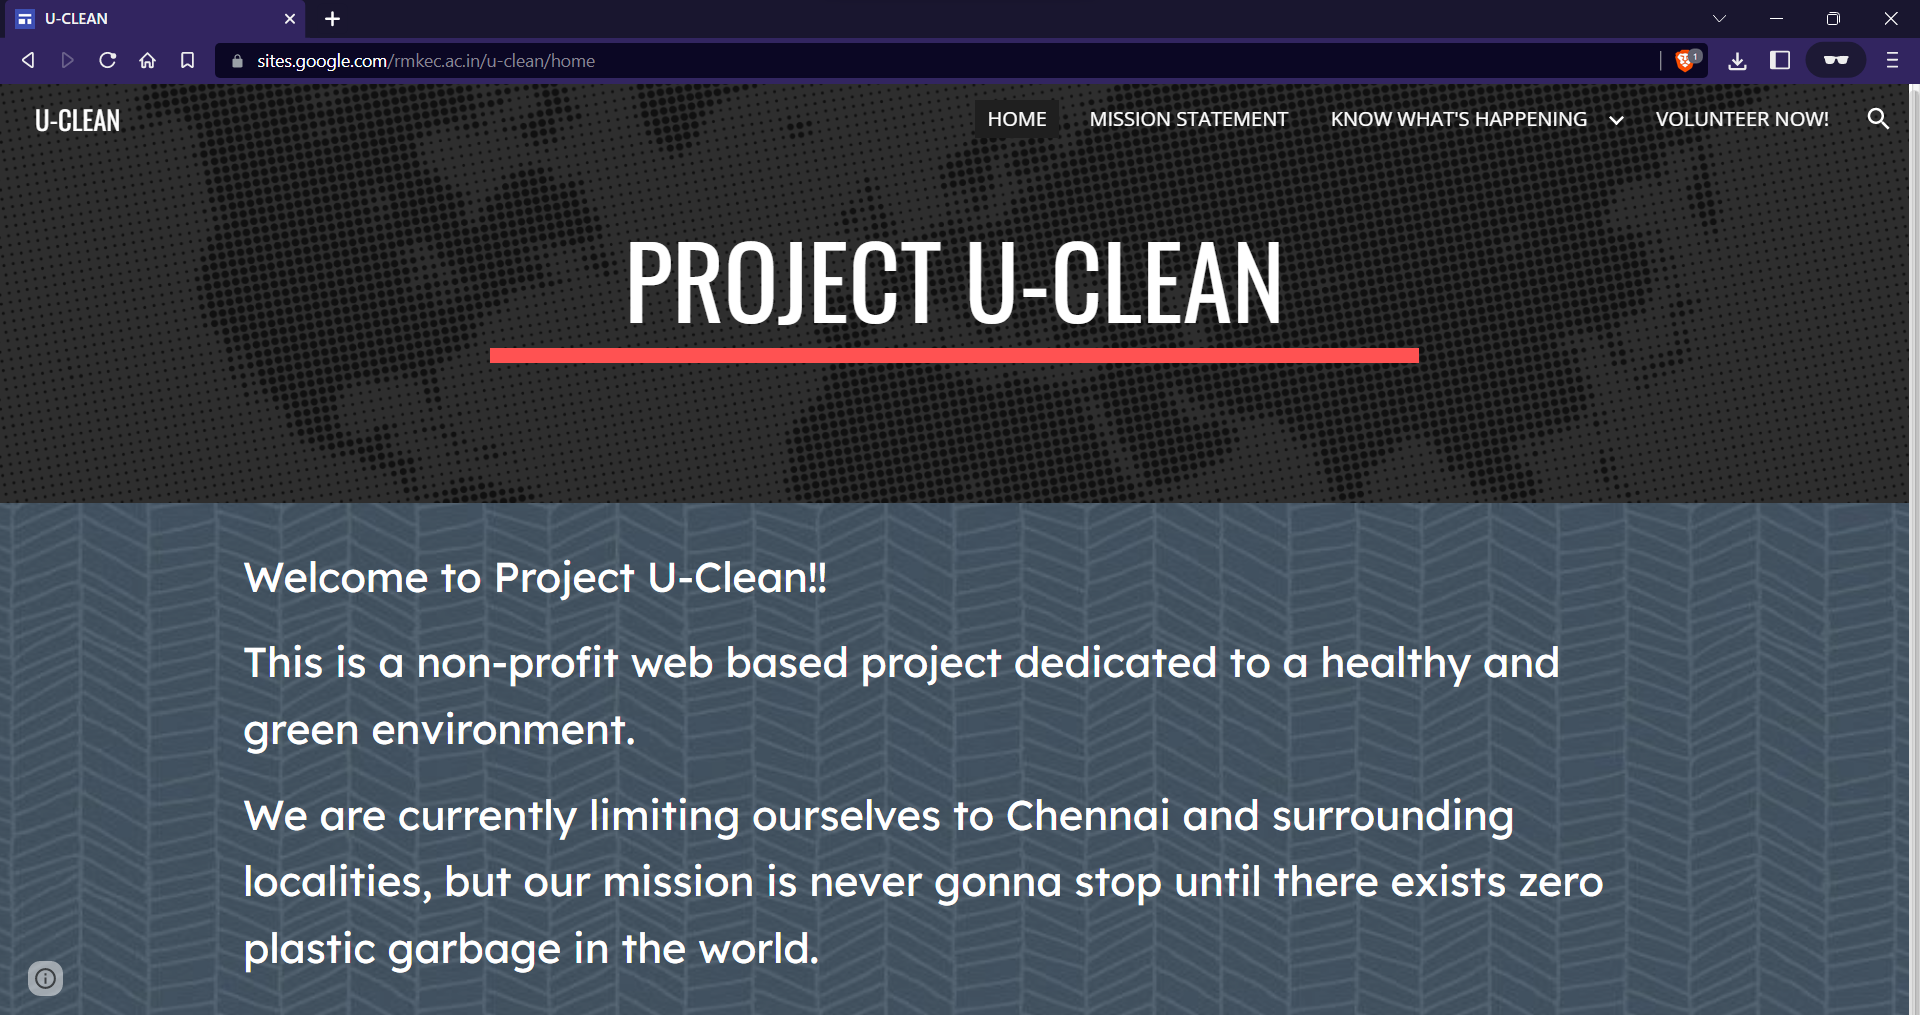 U-CLEAN
sites.google.com/rmkec.ac.in/u-clean/home
1
U-CLEAN
HOME
MISSION STATEMENT
KNOW WHAT'S HAPPENING
VOLUNTEER NOW!
PROJECT U-CLEAN
Welcome to Project U-Clean!!
This is a non-profit web based project dedicated to a healthy and
green environment.
We are currently limiting ourselves to Chennai and surrounding
localities, but our mission is never gonna stop until there exists zero
plastic garbage in the world.